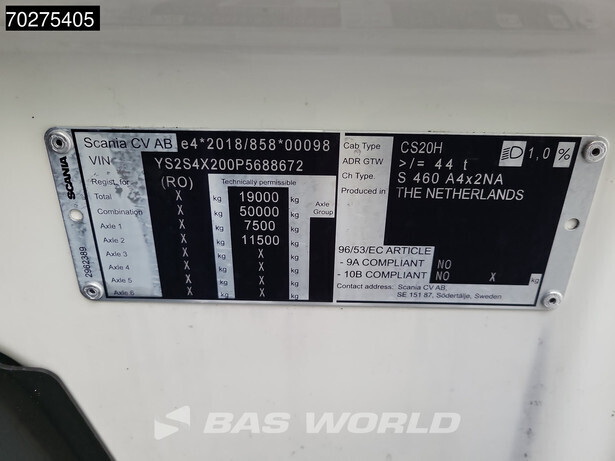 70275405
Scania CV AB e4*2018/858*00098
VIN YS2S4X200P5688672
Regist. for (RO) Technically permissible
Total X kg 19000 kg Axle Group
Combination X kg 50000 kg
Axle 1 X kg 7500 kg
Axle 2 X kg 11500 kg
Axle 3 X kg X kg
Axle 4 X kg X kg
Axle 5 X kg X kg
Axle 6 X kg X kg
SCANIA
2962389
Cab Type CS20H
ADR GTW >/= 44 t
Ch Type. S 460 A4x2NA
Produced in THE NETHERLANDS
1,0 %
96/53/EC ARTICLE
- 9A COMPLIANT NO
- 10B COMPLIANT NO X kg
Contact address: Scania CV AB,
SE 151 87, Södertälje, Sweden
BAS WORLD